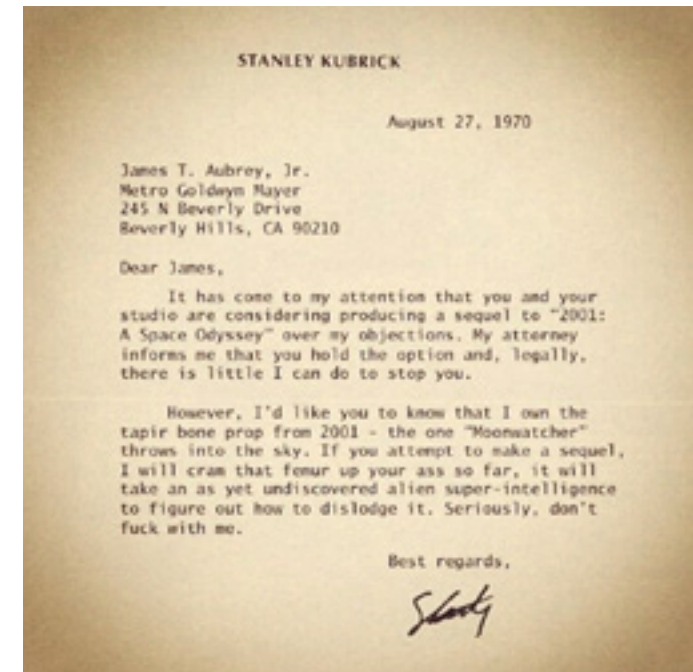 STANLEY KUBRICK
August 27, 1970
James T. Aubrey, Jr.
Metro Goldwyn Mayer
245 N Beverly Drive
Beverly Hills, CA 90210
Dear James,
It has come to my attention that you and your
studio are considering producing a sequel to "2001:
A Space Odyssey" over my objections. My attorney
informs me that you hold the option and, legally,
there is little I can do to stop you.
However, I'd like you to know that I own the
tapir bone prop from 2001 - the one "Moonwatcher"
throws into the sky. If you attempt to make a sequel,
I will cram that femur up your ass so far, it will
take an as yet undiscovered alien super-intelligence
to figure out how to dislodge it. Seriously, don't
fuck with me.
Best regards,